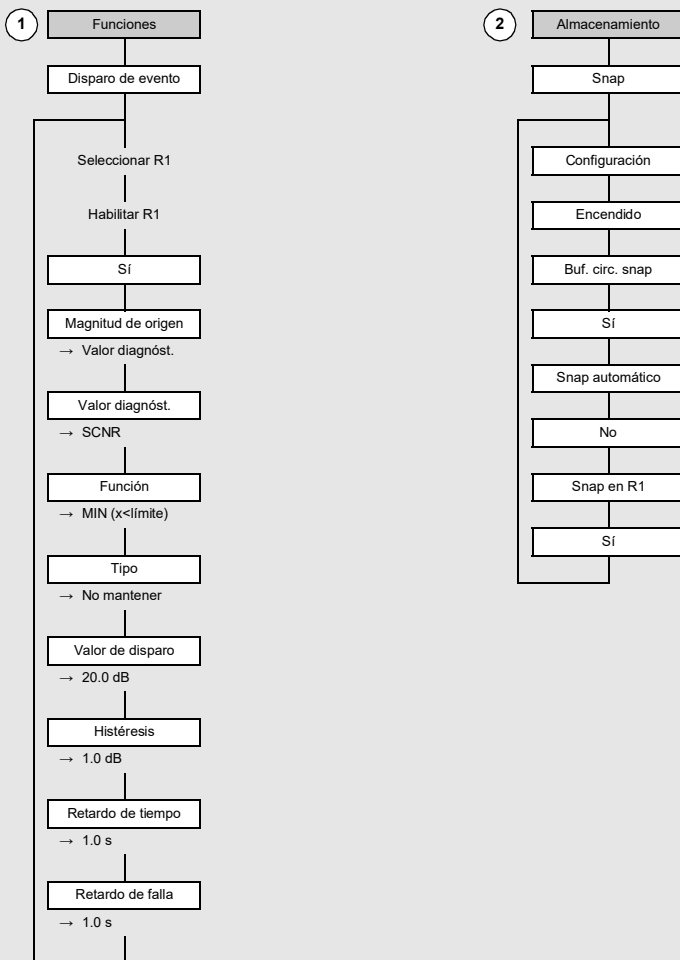 1
Funciones
Disparo de evento
Seleccionar R1
Habilitar R1
Sí
Magnitud de origen
→ Valor diagnóst.
Valor diagnóst.
→ SCNR
Función
→ MIN (x<límite)
Tipo
→ No mantener
Valor de disparo
→ 20.0 dB
Histéresis
→ 1.0 dB
Retardo de tiempo
→ 1.0 s
Retardo de falla
→ 1.0 s
2
Almacenamiento
Snap
Configuración
Encendido
Buf. circ. snap
Sí
Snap automático
No
Snap en R1
Sí